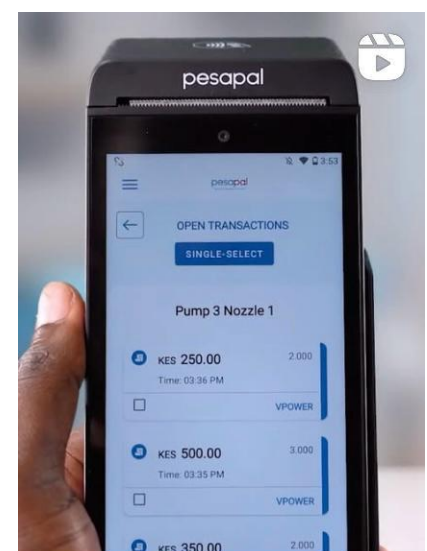 pesapal
3:53
pesapal
OPEN TRANSACTIONS
SINGLE-SELECT
Pump 3 Nozzle 1
KES 250.00 2.000
Time: 03:36 PM
VPOWER
KES 500.00 3.000
Time: 03:35 PM
VPOWER
KES 350.00 2.000